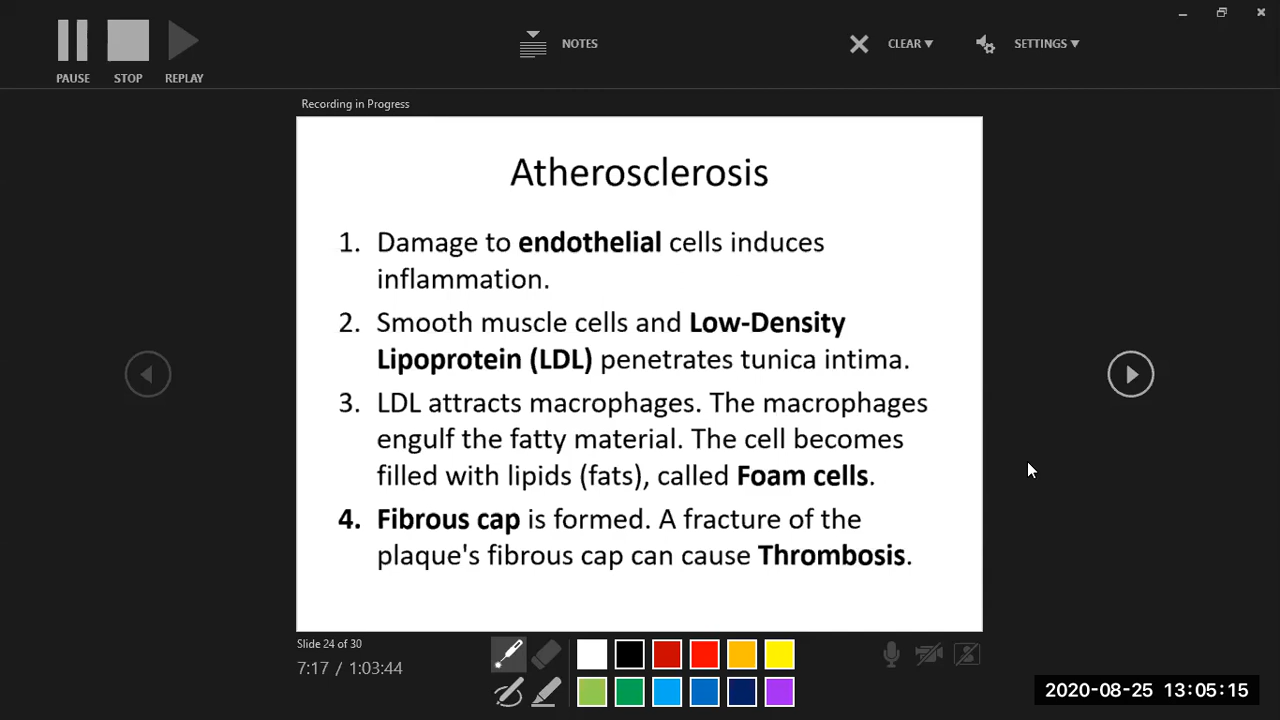 PAUSE STOP REPLAY
NOTES
CLEAR
SETTINGS
Recording in Progress
Atherosclerosis
1. Damage to endothelial cells induces
inflammation.
2. Smooth muscle cells and Low-Density
Lipoprotein (LDL) penetrates tunica intima.
3. LDL attracts macrophages. The macrophages
engulf the fatty material. The cell becomes
filled with lipids (fats), called Foam cells.
4. Fibrous cap is formed. A fracture of the
plaque's fibrous cap can cause Thrombosis.
Slide 24 of 30
7:17 / 1:03:44
2020-08-25 13:05:15